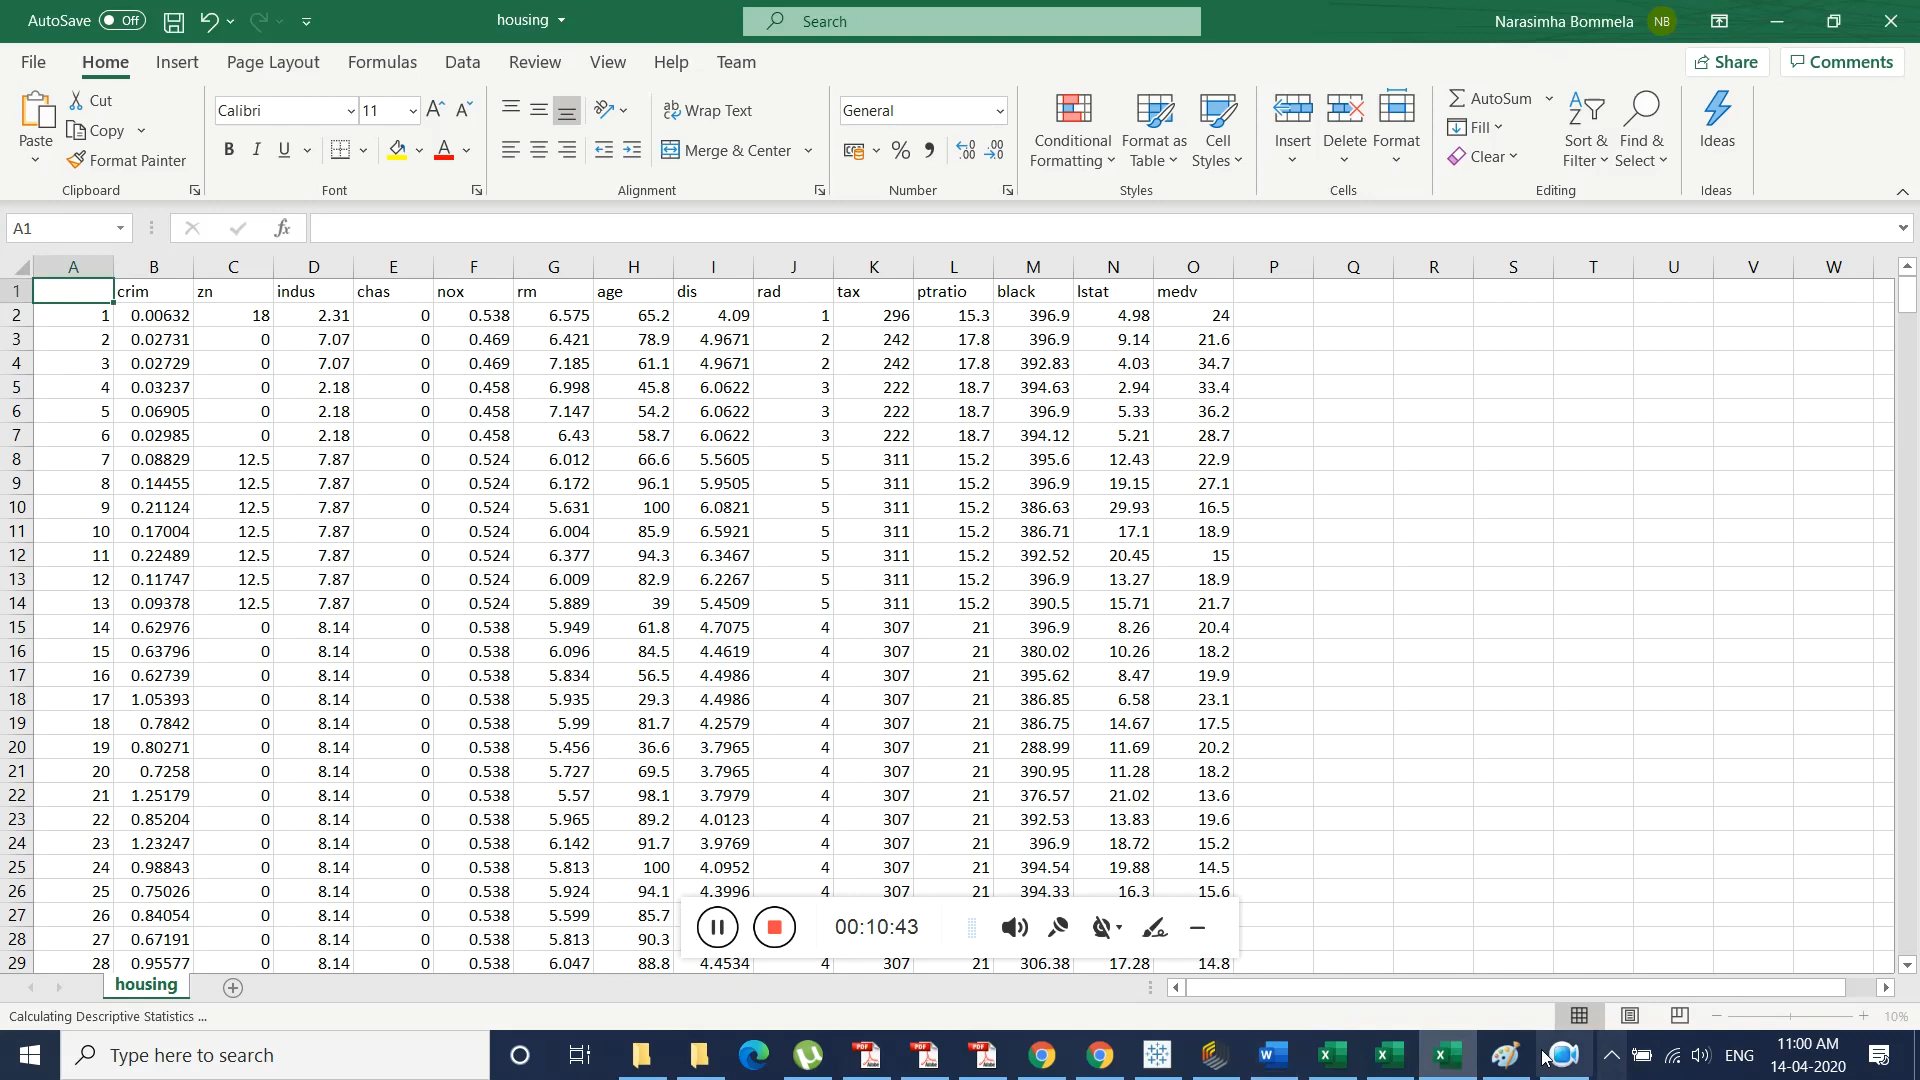 AutoSave Off housing Search Narasimha Bommela NB
File Home Insert Page Layout Formulas Data Review View Help Team Share Comments
Cut Calibri 11 Wrap Text General AutoSum
Copy Conditional Format as Cell Insert Delete Format Fill Sort & Find & Ideas
Paste Format Painter B I U Merge & Center % Formatting Table Styles Clear Filter Select
Clipboard Font Alignment Number Styles Cells Editing Ideas
A1 fx
A B C D E F G H I J K L M N O P Q R S T U V W
1 crim zn indus chas nox rm age dis rad tax ptratio black lstat medv
2 1 0.00632 18 2.31 0 0.538 6.575 65.2 4.09 1 296 15.3 396.9 4.98 24
3 2 0.02731 0 7.07 0 0.469 6.421 78.9 4.9671 2 242 17.8 396.9 9.14 21.6
4 3 0.02729 0 7.07 0 0.469 7.185 61.1 4.9671 2 242 17.8 392.83 4.03 34.7
5 4 0.03237 0 2.18 0 0.458 6.998 45.8 6.0622 3 222 18.7 394.63 2.94 33.4
6 5 0.06905 0 2.18 0 0.458 7.147 54.2 6.0622 3 222 18.7 396.9 5.33 36.2
7 6 0.02985 0 2.18 0 0.458 6.43 58.7 6.0622 3 222 18.7 394.12 5.21 28.7
8 7 0.08829 12.5 7.87 0 0.524 6.012 66.6 5.5605 5 311 15.2 395.6 12.43 22.9
9 8 0.14455 12.5 7.87 0 0.524 6.172 96.1 5.9505 5 311 15.2 396.9 19.15 27.1
10 9 0.21124 12.5 7.87 0 0.524 5.631 100 6.0821 5 311 15.2 386.63 29.93 16.5
11 10 0.17004 12.5 7.87 0 0.524 6.004 85.9 6.5921 5 311 15.2 386.71 17.1 18.9
12 11 0.22489 12.5 7.87 0 0.524 6.377 94.3 6.3467 5 311 15.2 392.52 20.45 15
13 12 0.11747 12.5 7.87 0 0.524 6.009 82.9 6.2267 5 311 15.2 396.9 13.27 18.9
14 13 0.09378 12.5 7.87 0 0.524 5.889 39 5.4509 5 311 15.2 390.5 15.71 21.7
15 14 0.62976 0 8.14 0 0.538 5.949 61.8 4.7075 4 307 21 396.9 8.26 20.4
16 15 0.63796 0 8.14 0 0.538 6.096 84.5 4.4619 4 307 21 380.02 10.26 18.2
17 16 0.62739 0 8.14 0 0.538 5.834 56.5 4.4986 4 307 21 395.62 8.47 19.9
18 17 1.05393 0 8.14 0 0.538 5.935 29.3 4.4986 4 307 21 386.85 6.58 23.1
19 18 0.7842 0 8.14 0 0.538 5.99 81.7 4.2579 4 307 21 386.75 14.67 17.5
20 19 0.80271 0 8.14 0 0.538 5.456 36.6 3.7965 4 307 21 288.99 11.69 20.2
21 20 0.7258 0 8.14 0 0.538 5.727 69.5 3.7965 4 307 21 390.95 11.28 18.2
22 21 1.25179 0 8.14 0 0.538 5.57 98.1 3.7979 4 307 21 376.57 21.02 13.6
23 22 0.85204 0 8.14 0 0.538 5.965 89.2 4.0123 4 307 21 392.53 13.83 19.6
24 23 1.23247 0 8.14 0 0.538 6.142 91.7 3.9769 4 307 21 396.9 18.72 15.2
25 24 0.98843 0 8.14 0 0.538 5.813 100 4.0952 4 307 21 394.54 19.88 14.5
26 25 0.75026 0 8.14 0 0.538 5.924 94.1 4.3996 4 307 21 394.33 16.3 15.6
27 26 0.84054 0 8.14 0 0.538 5.599 85.7
28 27 0.67191 0 8.14 0 0.538 5.813 90.3
29 28 0.95577 0 8.14 0 0.538 6.047 88.8 4.4534 4 307 21 306.38 17.28 14.8
00:10:43
housing
Calculating Descriptive Statistics ... 10%
Type here to search ENG 11:00 AM
14-04-2020